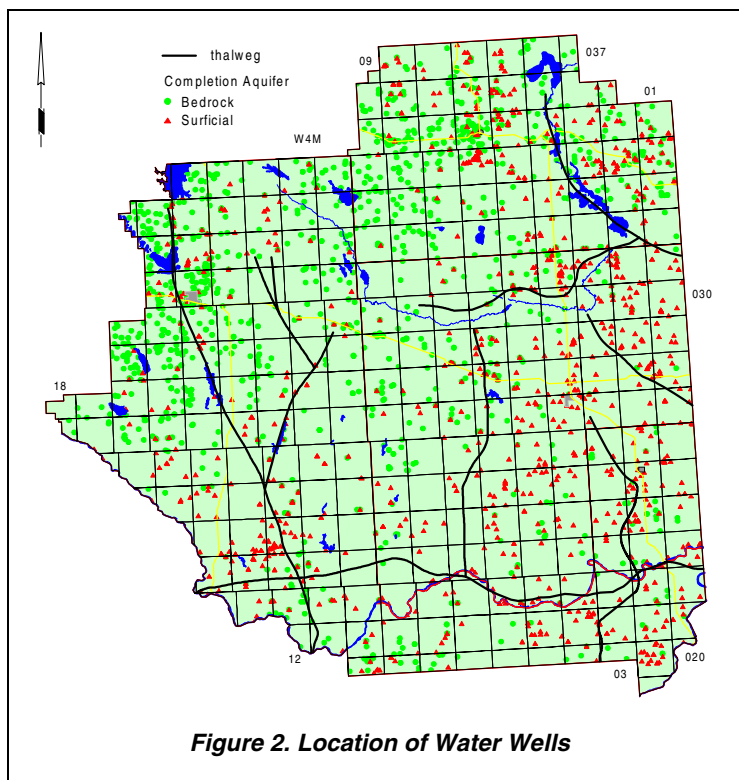 09
037
thalweg
Completion Aquifer
Bedrock
Surficial
01
W4M
030
18
12
03
020
Figure 2. Location of Water Wells